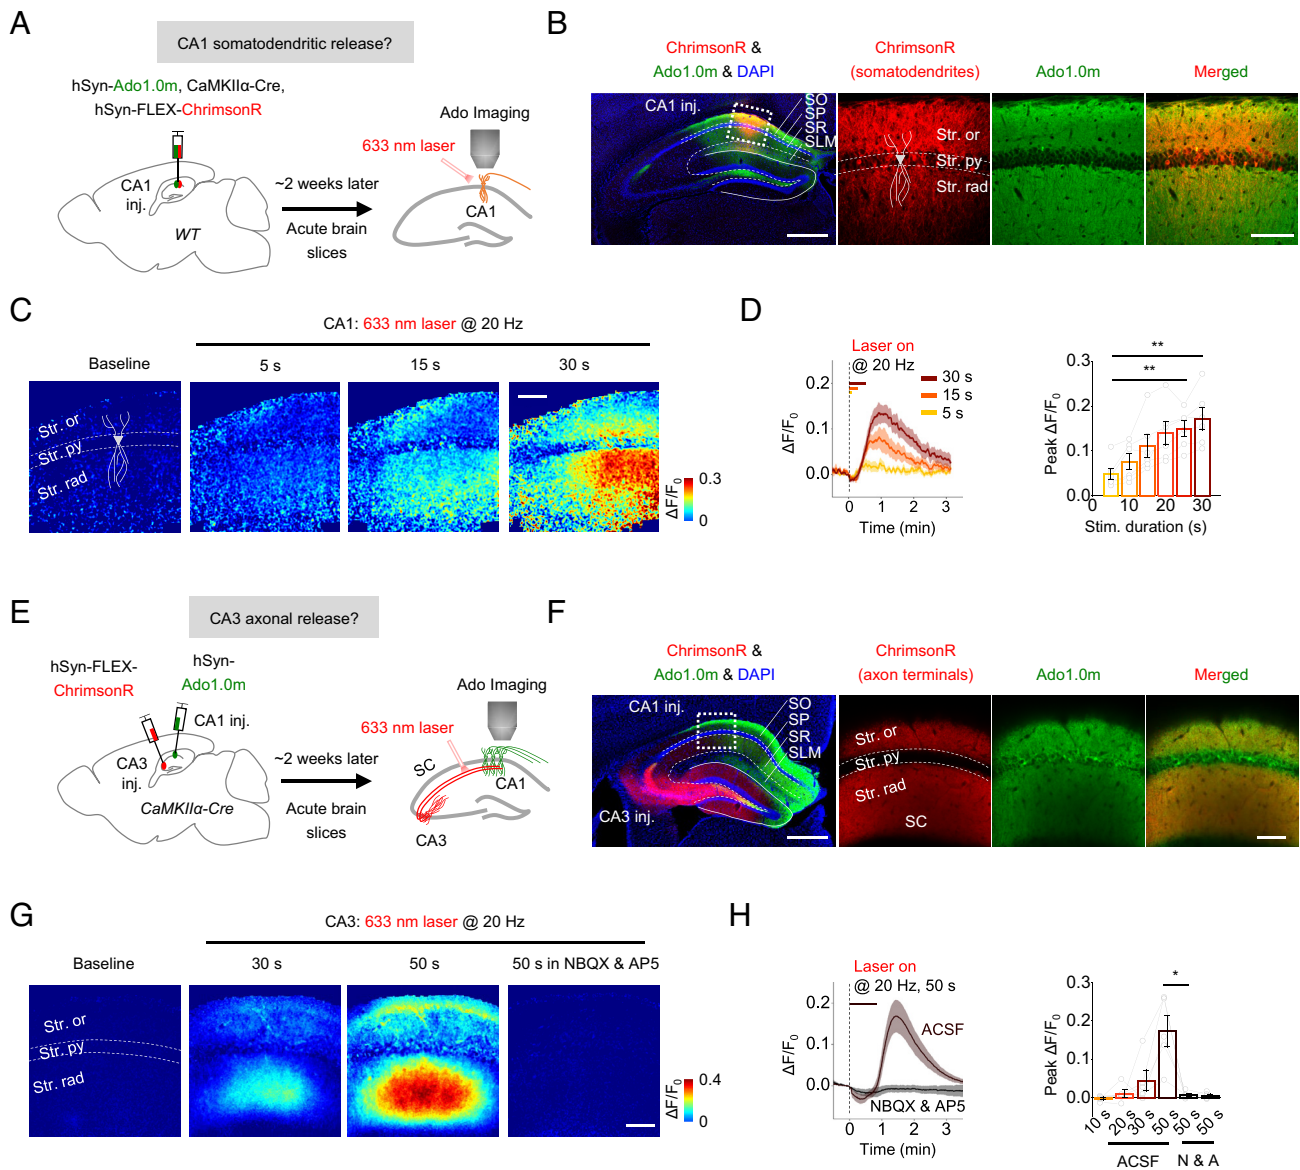 A
CA1 somatodendritic release?
hSyn-Ado1.0m, CaMKIIα-Cre,
hSyn-FLEX-ChrimsonR
CA1
inj.
WT
~2 weeks later
Acute brain
slices
Ado Imaging
633 nm laser
CA1
B
ChrimsonR &
Ado1.0m & DAPI
ChrimsonR
(somatodendrites)
Ado1.0m
Merged
CA1 inj.
SO
SP
SR
SLM
Str. or
Str. py
Str. rad
C
CA1: 633 nm laser @ 20 Hz
Baseline
5 s
15 s
30 s
Str. or
Str. py
Str. rad
0.3
0
ΔF/F0
D
Laser on
@ 20 Hz
30 s
15 s
5 s
0.2
0.1
0.0
ΔF/F0
0 1 2 3
Time (min)
**
**
0.3
0.2
0.1
0.0
Peak ΔF/F0
10 20 30
Stim. duration (s)
E
CA3 axonal release?
hSyn-FLEX-
ChrimsonR
hSyn-
Ado1.0m
CA1 inj.
CA3
inj.
CaMKIIα-Cre
~2 weeks later
Acute brain
slices
Ado Imaging
633 nm laser
SC
CA1
CA3
F
ChrimsonR &
Ado1.0m & DAPI
ChrimsonR
(axon terminals)
Ado1.0m
Merged
CA1 inj.
SO
SP
SR
SLM
CA3 inj.
Str. or
Str. py
Str. rad
SC
G
CA3: 633 nm laser @ 20 Hz
Baseline
30 s
50 s
50 s in NBQX & AP5
Str. or
Str. py
Str. rad
0.4
0
ΔF/F0
H
Laser on
@ 20 Hz, 50 s
ACSF
NBQX & AP5
0.2
0.1
0.0
ΔF/F0
0 1 2 3
Time (min)
*
0.3
0.2
0.1
0.0
Peak ΔF/F0
10 s
20 s
30 s
50 s
50 s
50 s
ACSF
N & A